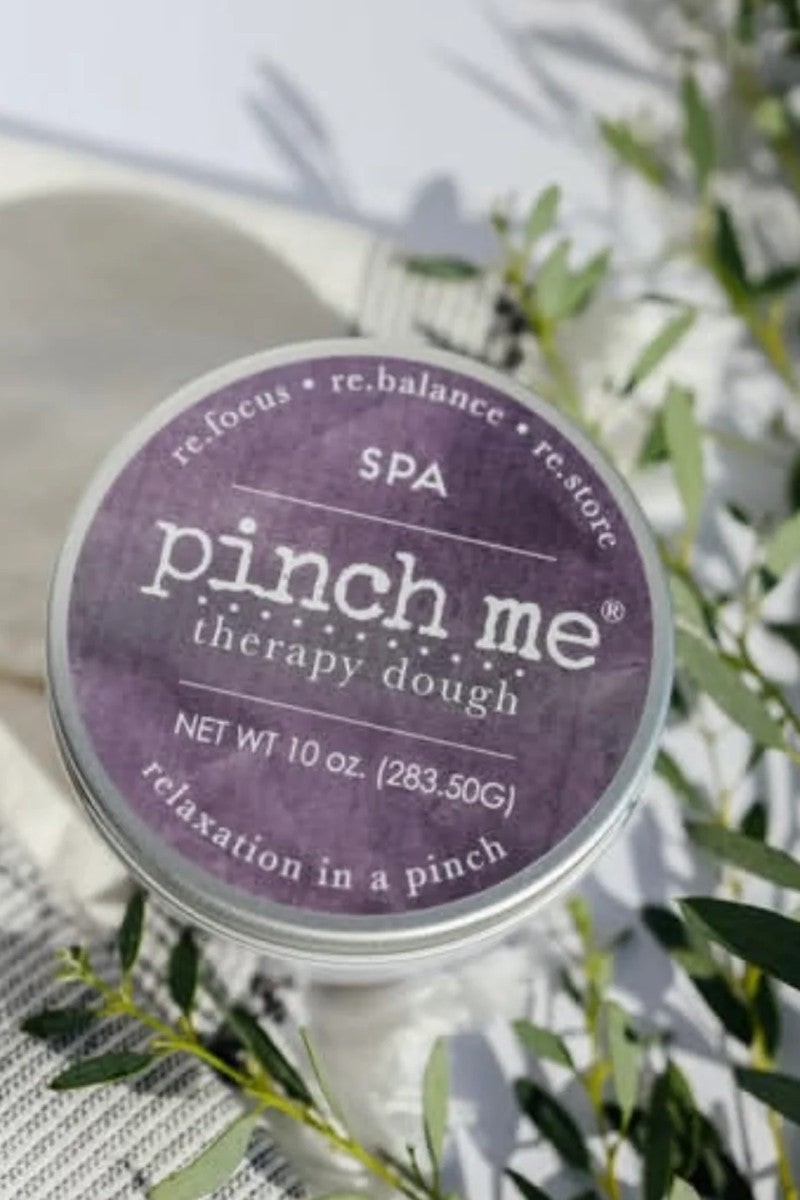 re.focus • re.balance • re.store
SPA
pinch me®
therapy dough
NET WT 10 oz. (283.50G)
relaxation in a pinch